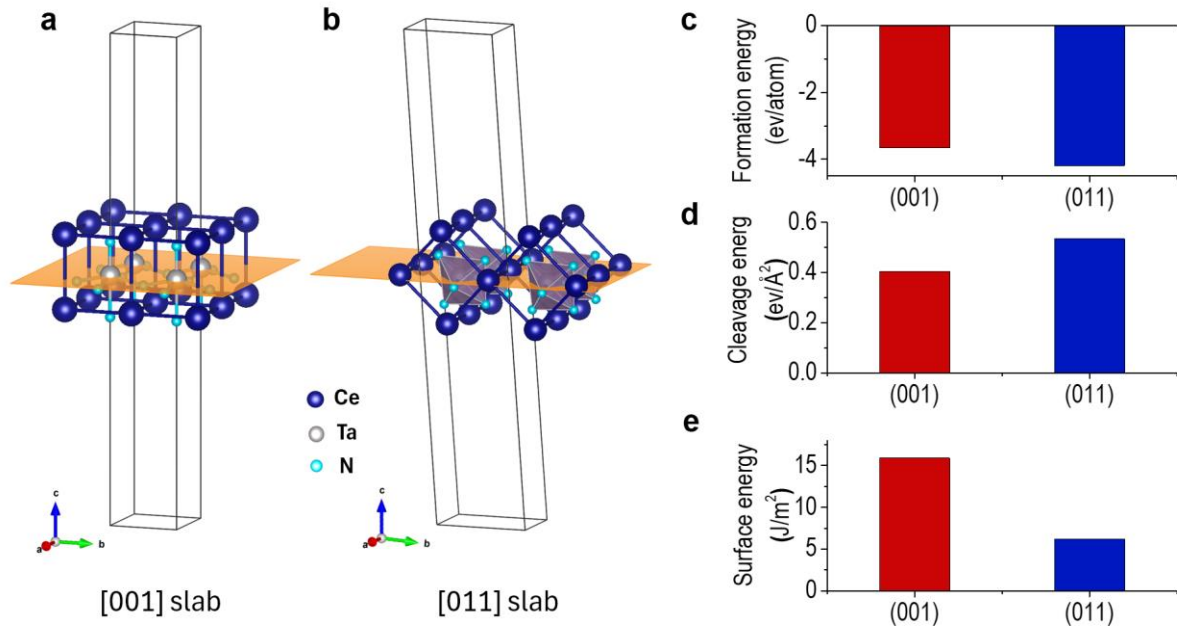 a
b
c
Formation energy
(ev/atom)
0
-2
-4
(001)
(011)
d
Cleavage energ
(ev/Å²)
0.6
0.4
0.2
0.0
(001)
(011)
e
Surface energy
(J/m²)
15
10
5
0
(001)
(011)
Ce
Ta
N
c
a
b
c
a
b
[001] slab
[011] slab